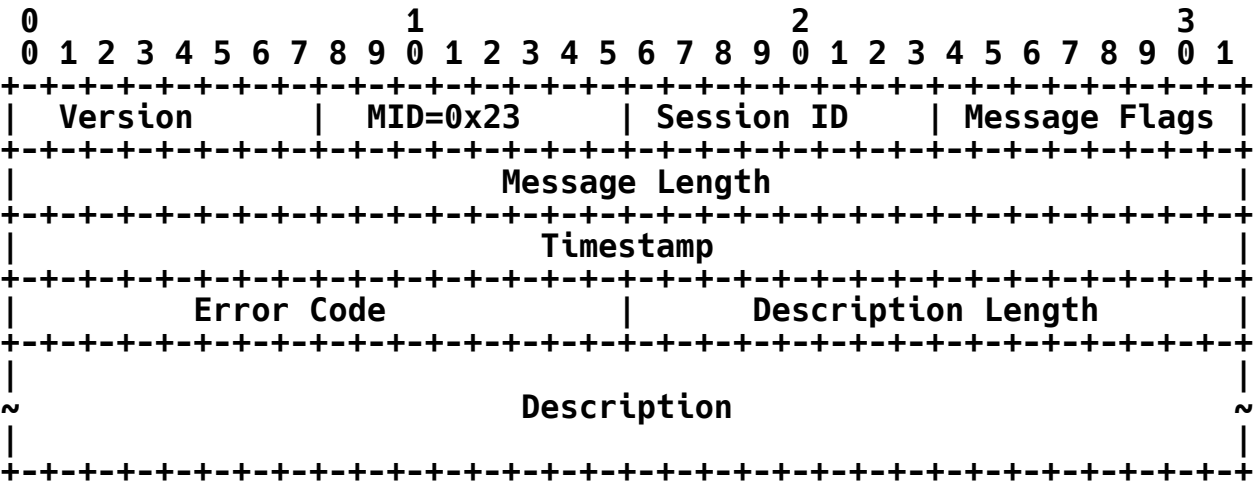 0                   1                   2                   3
 0 1 2 3 4 5 6 7 8 9 0 1 2 3 4 5 6 7 8 9 0 1 2 3 4 5 6 7 8 9 0 1
+-+-+-+-+-+-+-+-+-+-+-+-+-+-+-+-+-+-+-+-+-+-+-+-+-+-+-+-+-+-+-+-+
|  Version      |  MID=0x23     | Session ID    | Message Flags |
+-+-+-+-+-+-+-+-+-+-+-+-+-+-+-+-+-+-+-+-+-+-+-+-+-+-+-+-+-+-+-+-+
|                         Message Length                        |
+-+-+-+-+-+-+-+-+-+-+-+-+-+-+-+-+-+-+-+-+-+-+-+-+-+-+-+-+-+-+-+-+
|                           Timestamp                           |
+-+-+-+-+-+-+-+-+-+-+-+-+-+-+-+-+-+-+-+-+-+-+-+-+-+-+-+-+-+-+-+-+
|         Error Code            |      Description Length       |
+-+-+-+-+-+-+-+-+-+-+-+-+-+-+-+-+-+-+-+-+-+-+-+-+-+-+-+-+-+-+-+-+
|                                                               |
~                          Description                          ~
|                                                               |
+-+-+-+-+-+-+-+-+-+-+-+-+-+-+-+-+-+-+-+-+-+-+-+-+-+-+-+-+-+-+-+-+